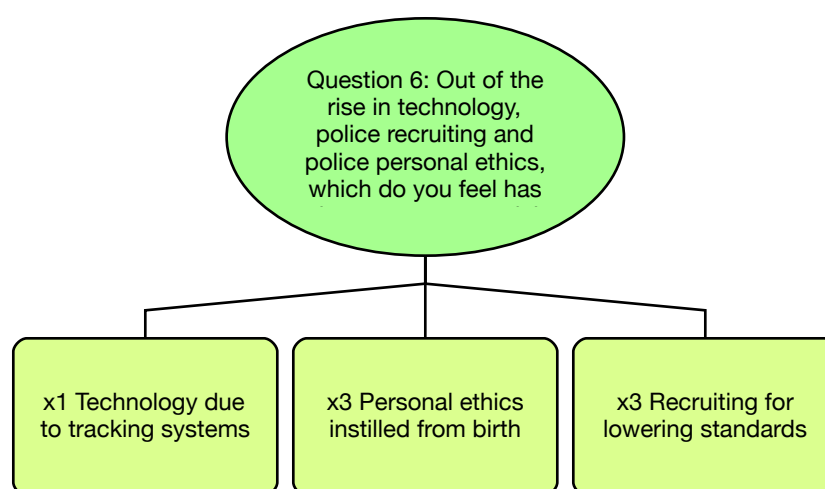 Question 6: Out of the
rise in technology,
police recruiting and
police personal ethics,
which do you feel has
x1 Technology due
to tracking systems
x3 Personal ethics
instilled from birth
x3 Recruiting for
lowering standards